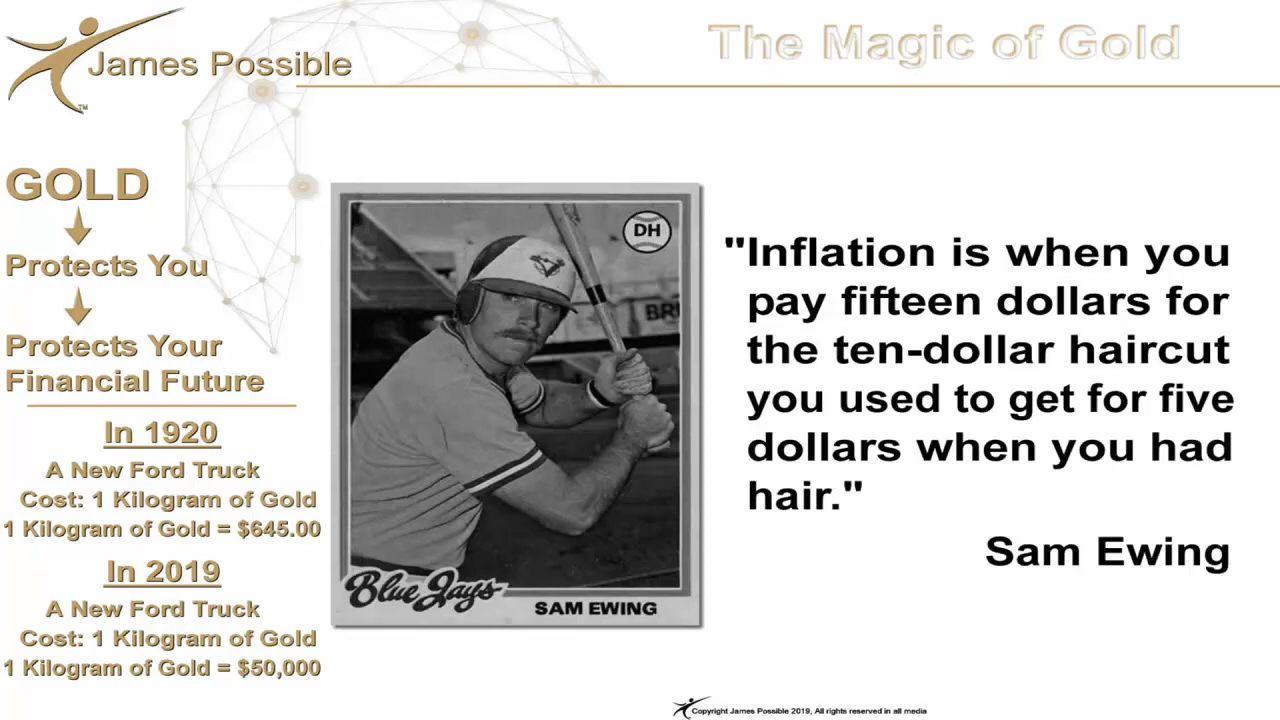 James Possible
TM
The Magic of Gold
GOLD
Protects You
Protects Your
Financial Future
In 1920
A New Ford Truck
Cost: 1 Kilogram of Gold
1 Kilogram of Gold = $645.00
In 2019
A New Ford Truck
Cost: 1 Kilogram of Gold
1 Kilogram of Gold = $50,000
DH
BR
Blue Jays
SAM EWING
"Inflation is when you
pay fifteen dollars for
the ten-dollar haircut
you used to get for five
dollars when you had
hair."
Sam Ewing
Copyright James Possible 2019, All rights reserved in all media